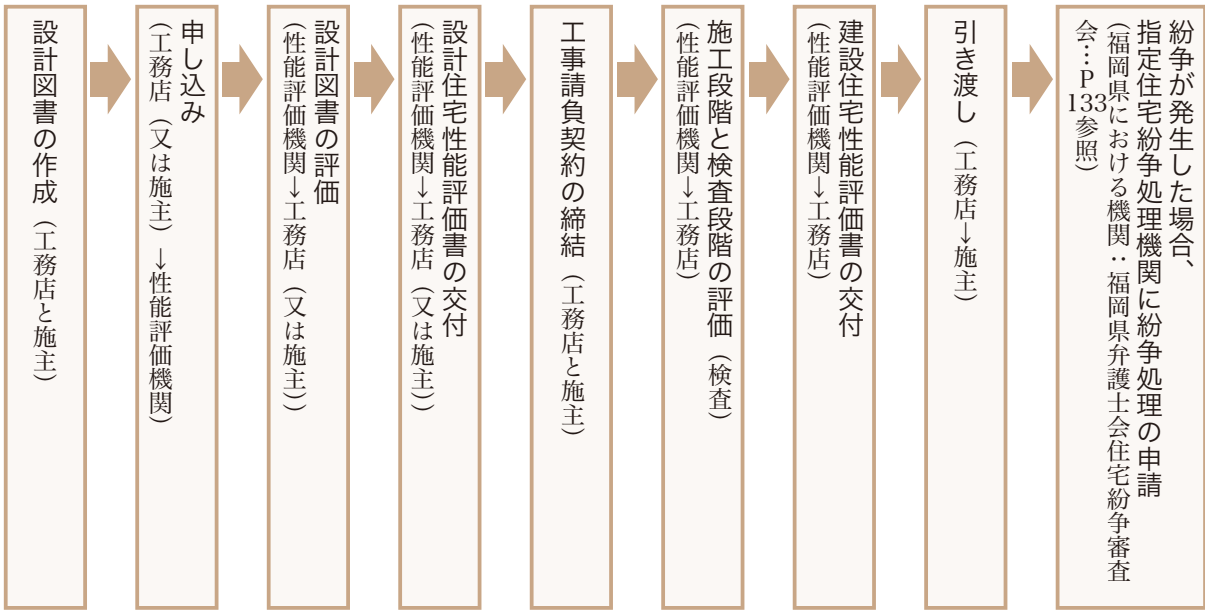 設計図書の作成（工務店と施主）
申し込み
（工務店（又は施主）→性能評価機関）
設計図書の評価
（性能評価機関→工務店（又は施主））
設計住宅性能評価書の交付
（性能評価機関→工務店（又は施主））
工事請負契約の締結（工務店と施主）
施工段階と検査段階の評価（検査）
（性能評価機関→工務店）
建設住宅性能評価書の交付
（性能評価機関→工務店）
引き渡し（工務店→施主）
紛争が発生した場合、
指定住宅紛争処理機関に紛争処理の申請
（福岡県における機関：福岡県弁護士会住宅紛争審査
会…P133参照）